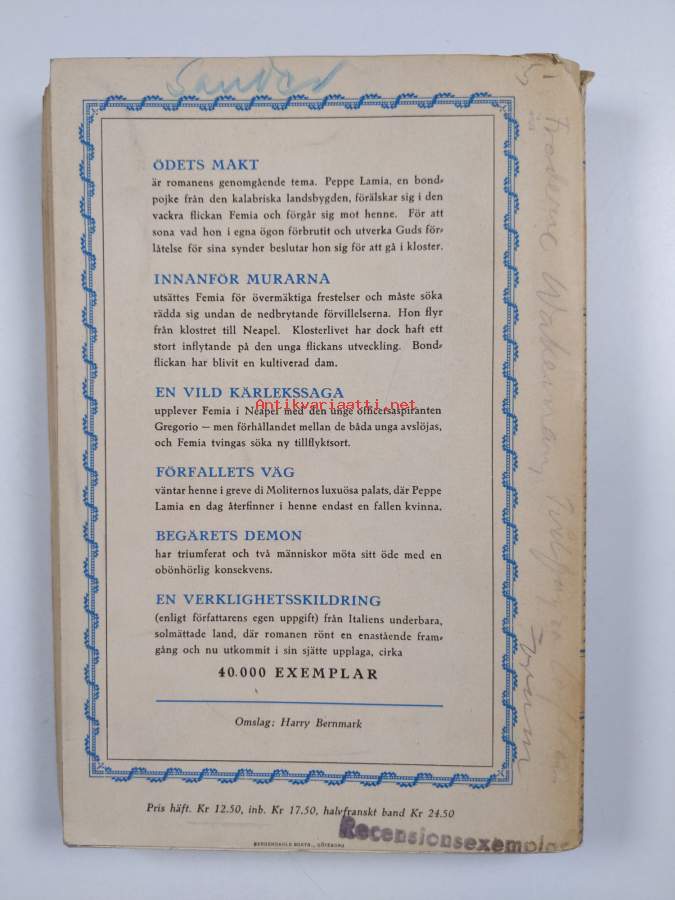 ÖDETS MAKT
är romanens genomgående tema. Peppe Lamia, en bond-
pojke från den kalabriska landsbygden, förälskar sig i den
vackra flickan Femia och förgår sig mot henne. För att
sona vad hon i egna ögon förbrutit och utverka Guds för-
låtelse för sina synder beslutar hon sig för att gå i kloster.
INNANFÖR MURARNA
utsättes Femia för övermäktiga frestelser och måste söka
rädda sig undan de nedbrytande förvillelserna. Hon flyr
från klostret till Neapel. Klosterlivet har dock haft ett
stort inflytande på den unga flickans utveckling. Bond-
flickan har blivit en kultiverad dam.
EN VILD KÄRLEKSSAGA
Antikvariaatti.net
upplever Femia i Neapel med den unge officersaspiranten
Gregorio — men förhållandet mellan de båda unga avslöjas,
och Femia tvingas söka ny tillflyktsort.
FÖRFALLETS VÄG
väntar henne i greve di Moliternos luxuösa palats, där Peppe
Lamia en dag återfinner i henne endast en fallen kvinna.
BEGÄRETS DEMON
har triumferat och två människor möta sitt öde med en
obönhörlig konsekvens.
EN VERKLIGHETSSKILDRING
(enligt författarens egen uppgift) från Italiens underbara,
solmättade land, där romanen rönt en enastående fram-
gång och nu utkommit i sin sjätte upplaga, cirka
40.000 EXEMPLAR
Omslag: Harry Bernmark
Pris häft. Kr 12.50, inb. Kr 17.50, halvfranskt band Kr 24.50
Recensionsexemplar